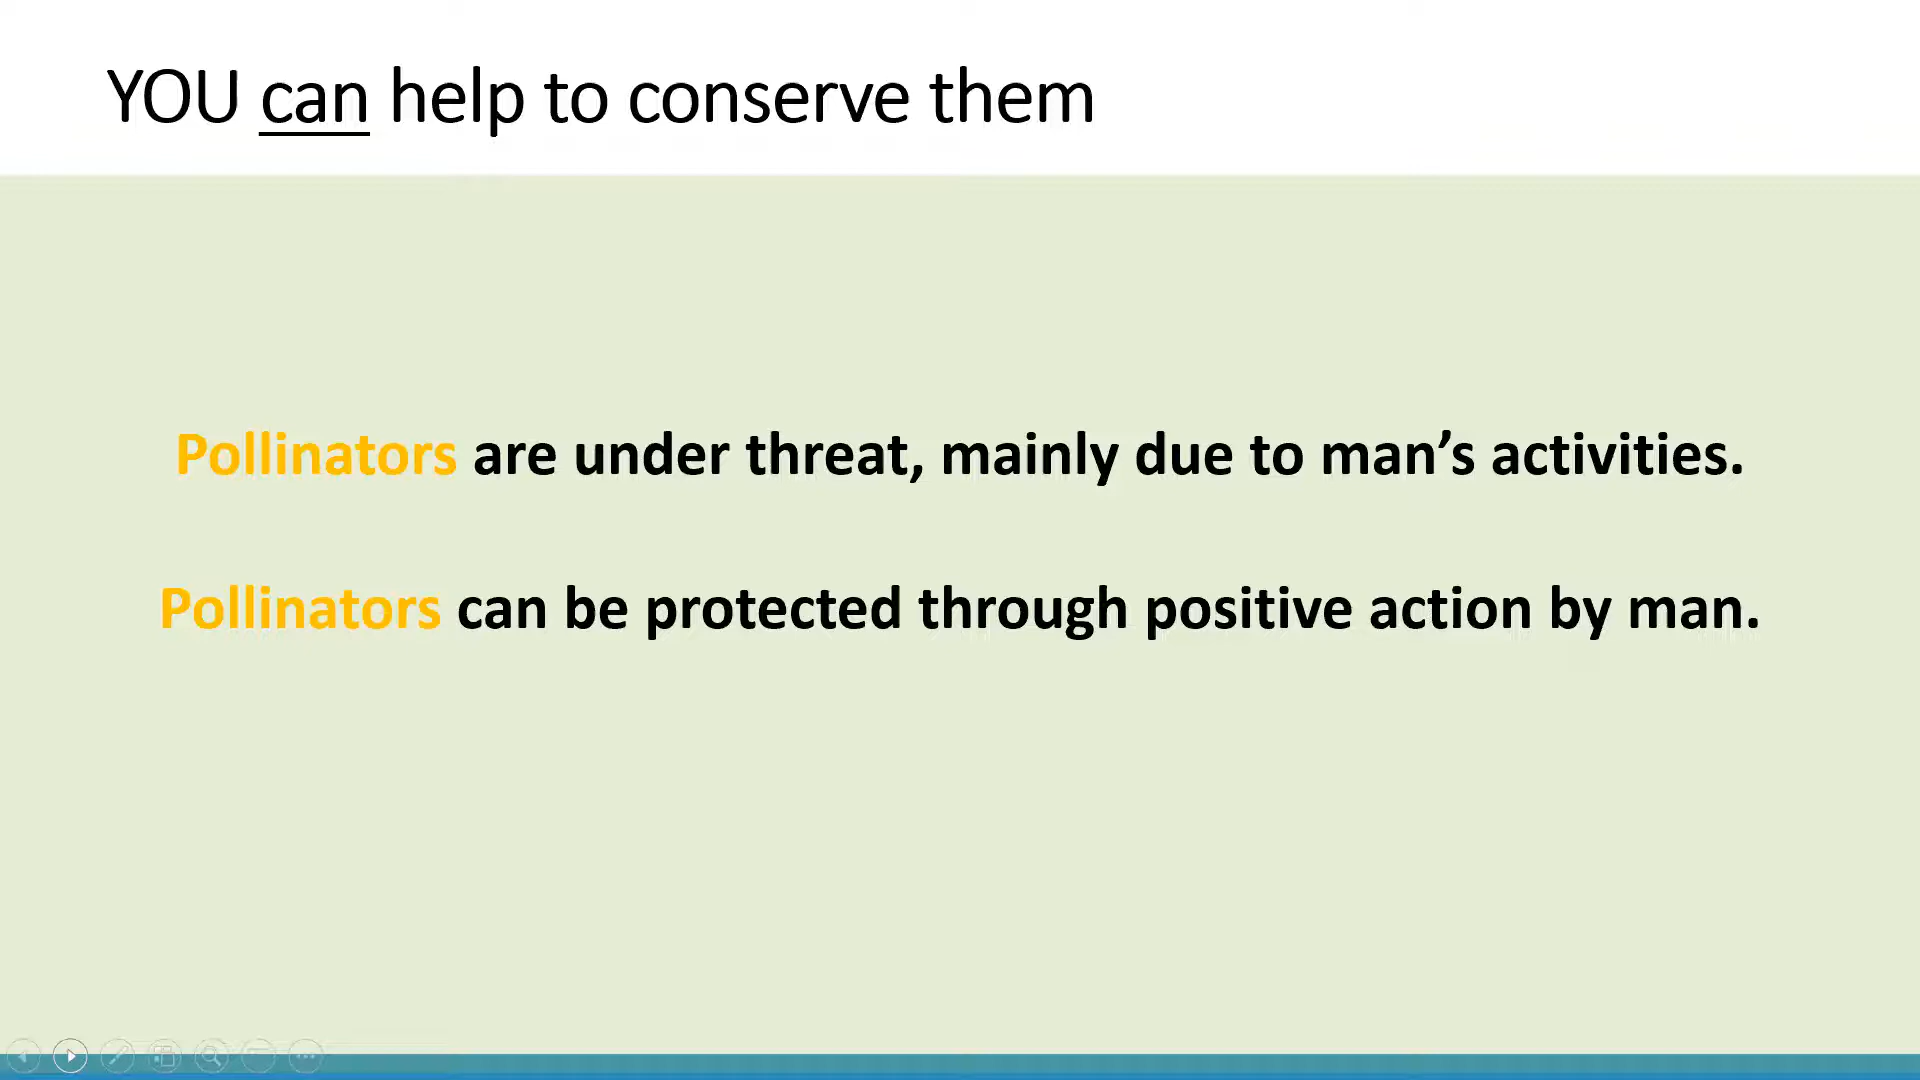 YOU can help to conserve them
Pollinators are under threat, mainly due to man’s activities.
Pollinators can be protected through positive action by man.